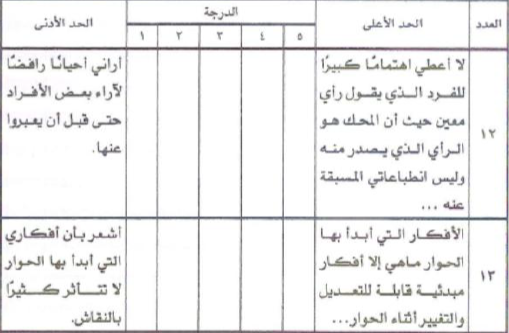 العدد الحد الأعلى الدرجة الحد الأدنى
٥ ٤ ٣ ٢ ١
١٢
لا أعطي اهتمامًا كبيرًا
للفرد الذي يقول رأي
معين حيث أن المحك هو
الرأي الذي يصدر منه
وليس انطباعاتي المسبقة
عنه ...
أراني أحيانًا رافضًا
لآراء بعض الأفراد
حتى قبل أن يعبروا
عنها.
١٣
الأفكار التي أبدأ بها
الحوار ماهي إلا أفكار
مبدئية قابلة للتعديل
والتغيير أثناء الحوار...
أشعر بأن أفكاري
التي أبدأ بها الحوار
لا تتأثر كثيرًا
بالنقاش.